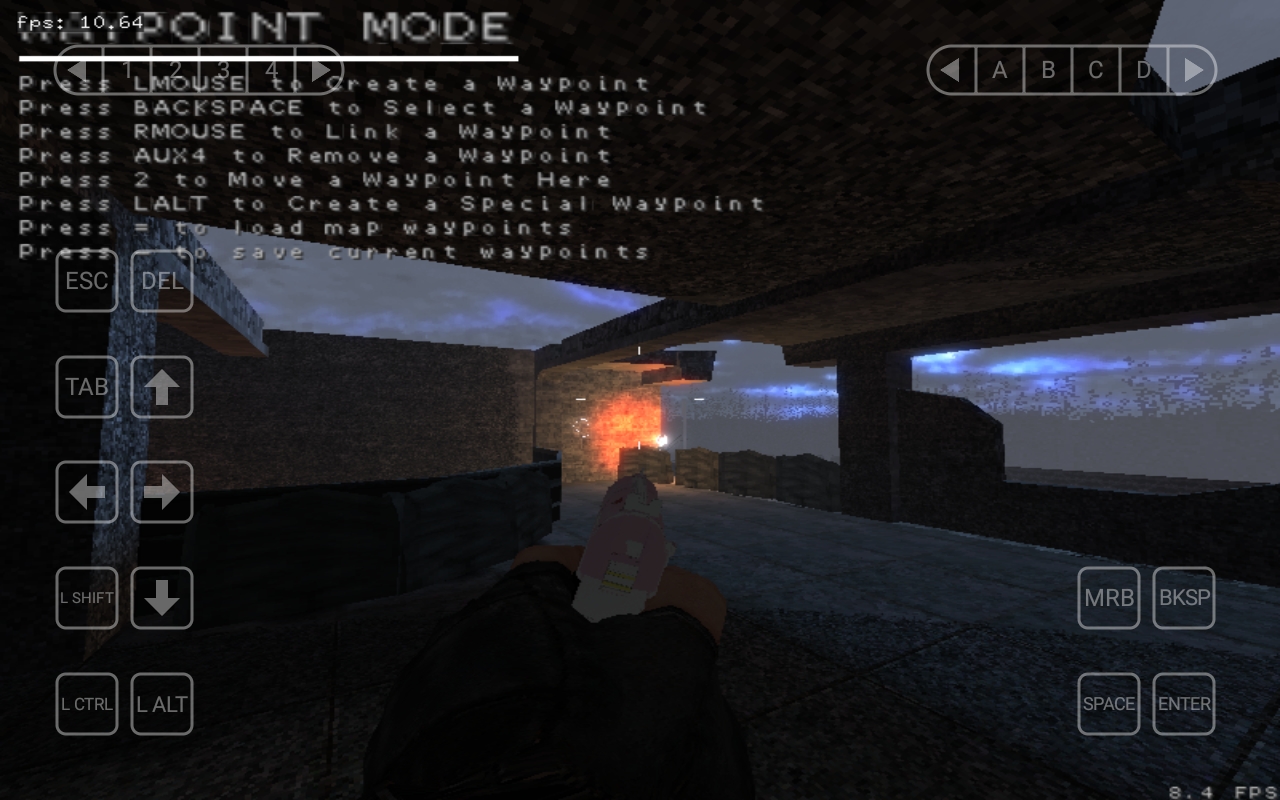 fps: 10.64
WAYPOINT MODE
1 2 3 4
A B C D
Press LMOUSE to Create a Waypoint
Press BACKSPACE to Select a Waypoint
Press RMOUSE to Link a Waypoint
Press AUX4 to Remove a Waypoint
Press 2 to Move a Waypoint Here
Press LALT to Create a Special Waypoint
Press = to load map waypoints
Press to save current waypoints
ESC DEL
TAB
L SHIFT
MRB BKSP
L CTRL L ALT
SPACE ENTER
8.4 FPS